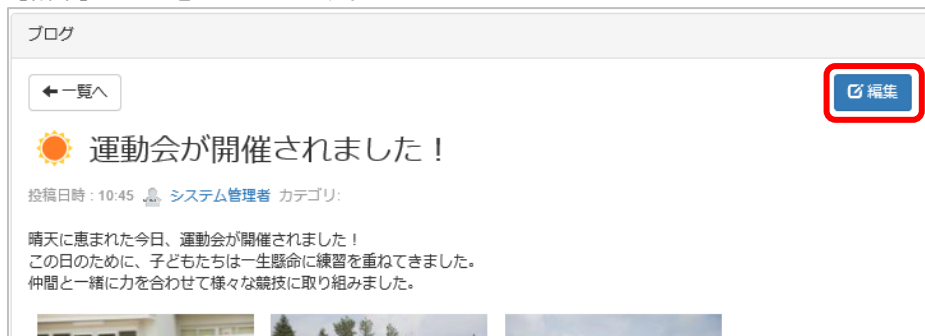 ブログ
一覧へ
編集
運動会が開催されました！
投稿日時 : 10:45 システム管理者 カテゴリ:
晴天に恵まれた今日、運動会が開催されました！
この日のために、子どもたちは一生懸命に練習を重ねてきました。
仲間と一緒に力を合わせて様々な競技に取り組みました。